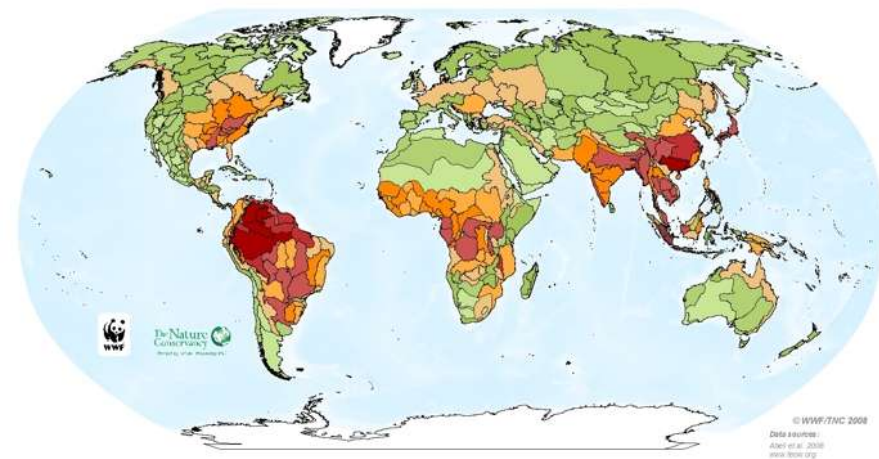 WWF
The Nature
Conservancy
© WWF/TNC 2008
Data sources:
Abell et al. 2008
www.feow.org